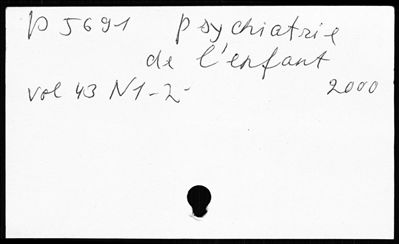 p 5691 psychiatrie
de l'enfant
vol 43 N1-2- 2000